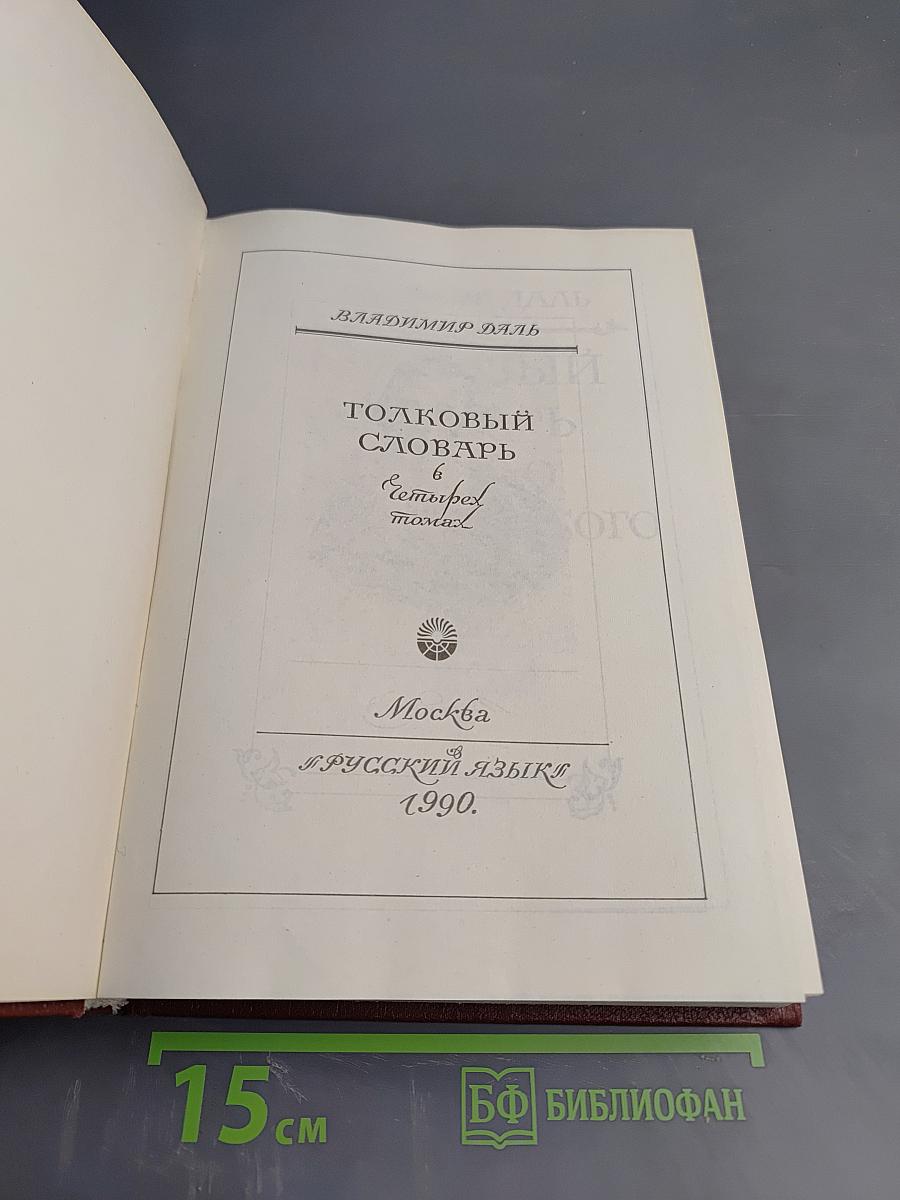 ВЛАДИМИР ДАЛЬ
ТОЛКОВЫЙ
СЛОВАРЬ
в
четырех
томах
Москва
«РУССКИЙ ЯЗЫК»
1990.
15 см
БФ БИБЛИОФАН